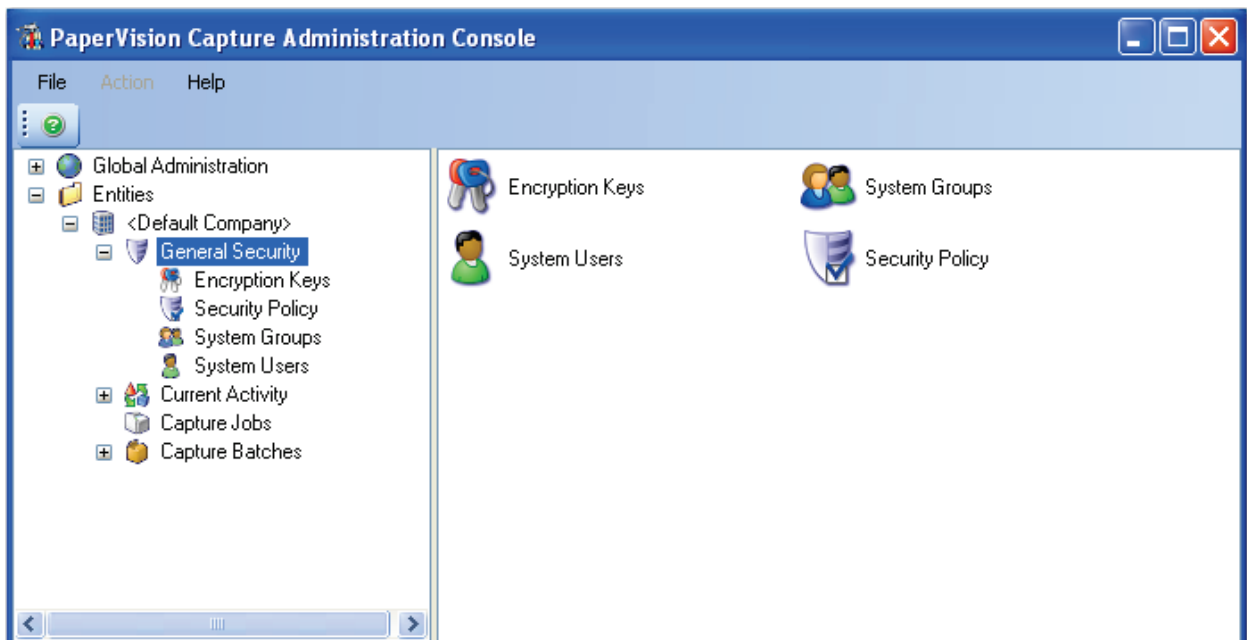 PaperVision Capture Administration Console
File Action Help
Global Administration
Entities
<Default Company>
General Security
Encryption Keys
Security Policy
System Groups
System Users
Current Activity
Capture Jobs
Capture Batches
Encryption Keys
System Groups
System Users
Security Policy